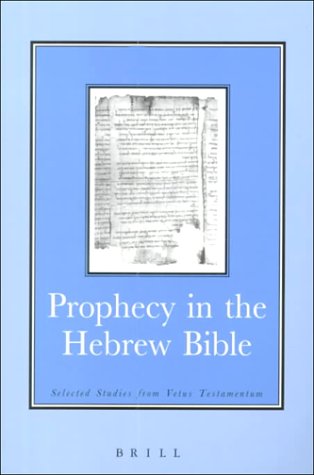 Prophecy in the
Hebrew Bible
Selected Studies from Vetus Testamentum
BRILL